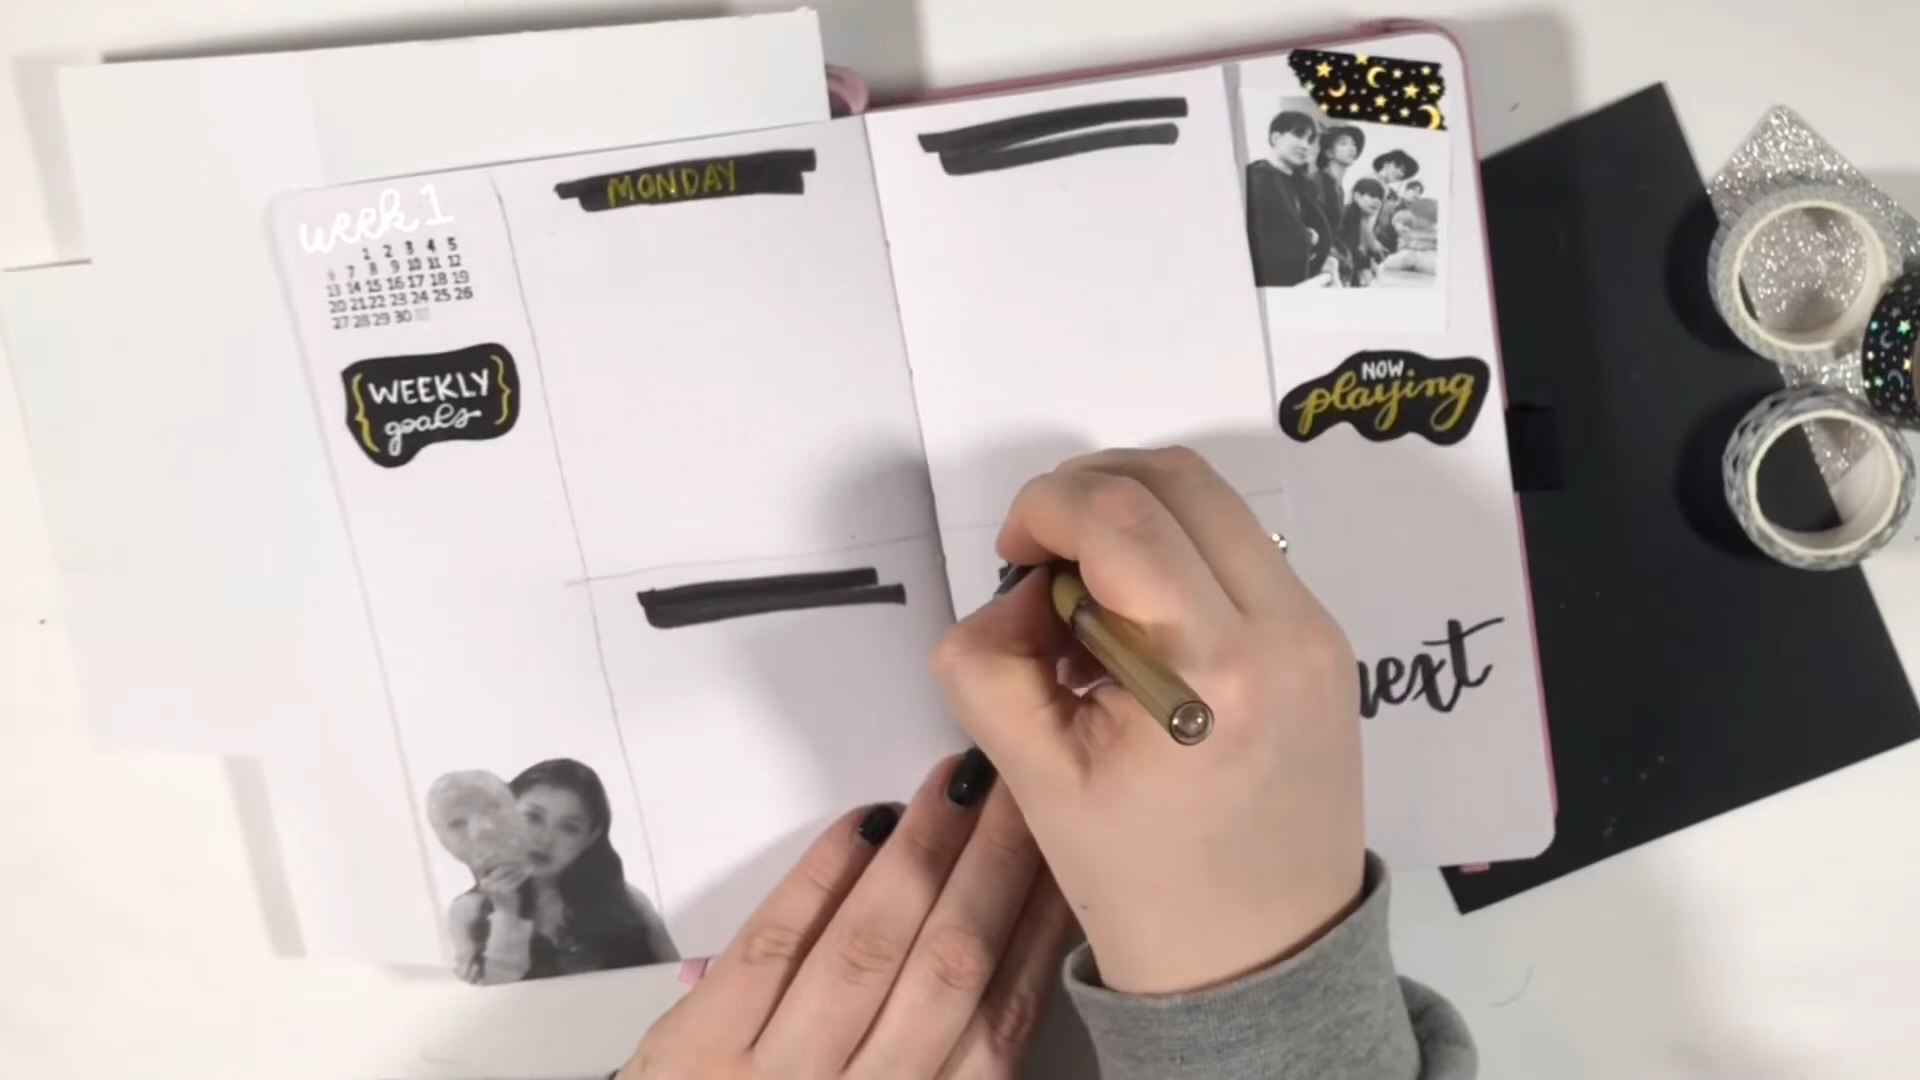 week 1
1 2 3 4 5
6 7 8 9 10 11 12
13 14 15 16 17 18 19
20 21 22 23 24 25 26
27 28 29 30
WEEKLY
{goals}
MONDAY
NOW
playing
next